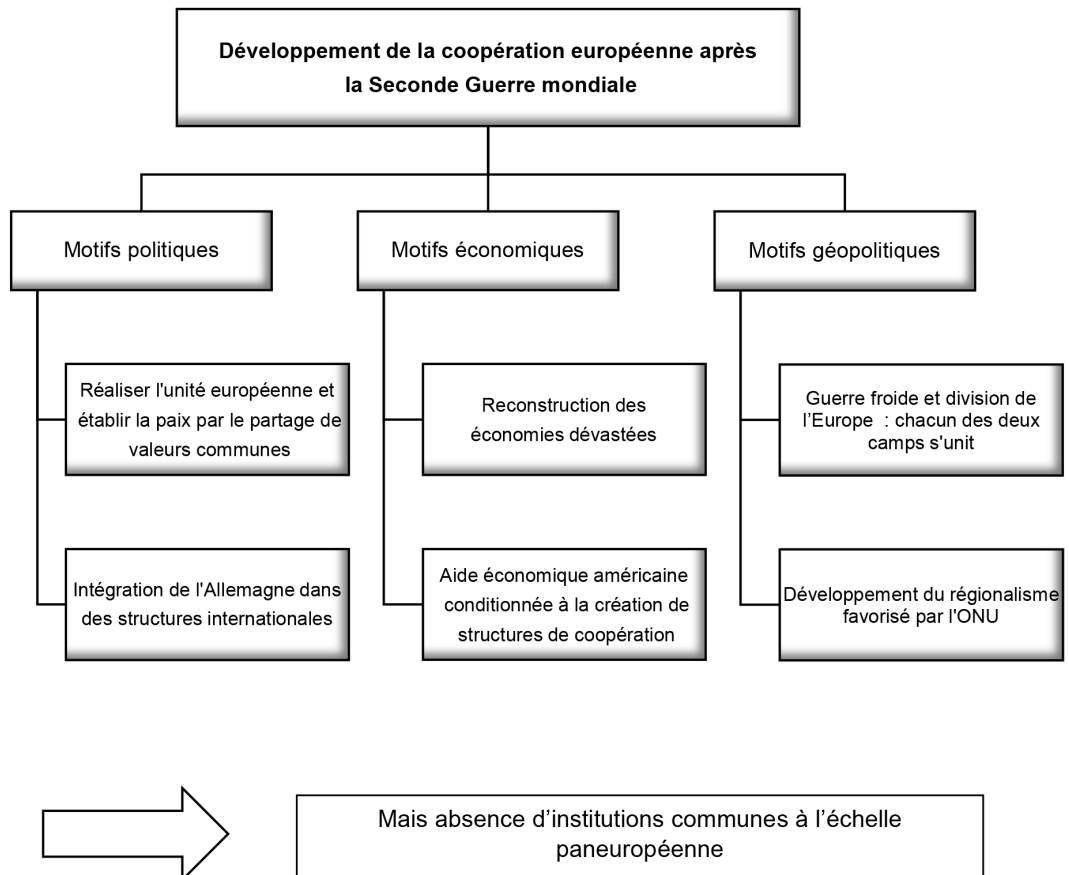 Développement de la coopération européenne après
la Seconde Guerre mondiale
Motifs politiques
Motifs économiques
Motifs géopolitiques
Réaliser l'unité européenne et
établir la paix par le partage de
valeurs communes
Reconstruction des
économies dévastées
Guerre froide et division de
l’Europe : chacun des deux
camps s'unit
Intégration de l'Allemagne dans
des structures internationales
Aide économique américaine
conditionnée à la création de
structures de coopération
Développement du régionalisme
favorisé par l'ONU
Mais absence d’institutions communes à l’échelle
paneuropéenne